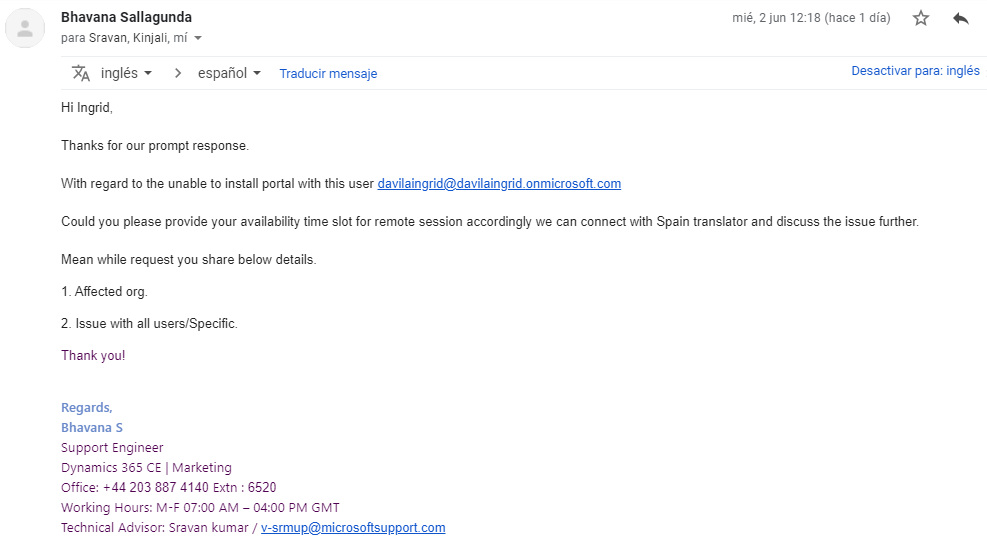 Bhavana Sallagunda
mié, 2 jun 12:18 (hace 1 día)
para Sravan, Kinjali, mí
inglés
español
Traducir mensaje
Desactivar para: inglés
Hi Ingrid,
Thanks for our prompt response.
With regard to the unable to install portal with this user davilaingrid@davilaingrid.onmicrosoft.com
Could you please provide your availability time slot for remote session accordingly we can connect with Spain translator and discuss the issue further.
Mean while request you share below details.
1. Affected org.
2. Issue with all users/Specific.
Thank you!
Regards,
Bhavana S
Support Engineer
Dynamics 365 CE | Marketing
Office: +44 203 887 4140 Extn : 6520
Working Hours: M-F 07:00 AM – 04:00 PM GMT
Technical Advisor: Sravan kumar / v-srmup@microsoftsupport.com